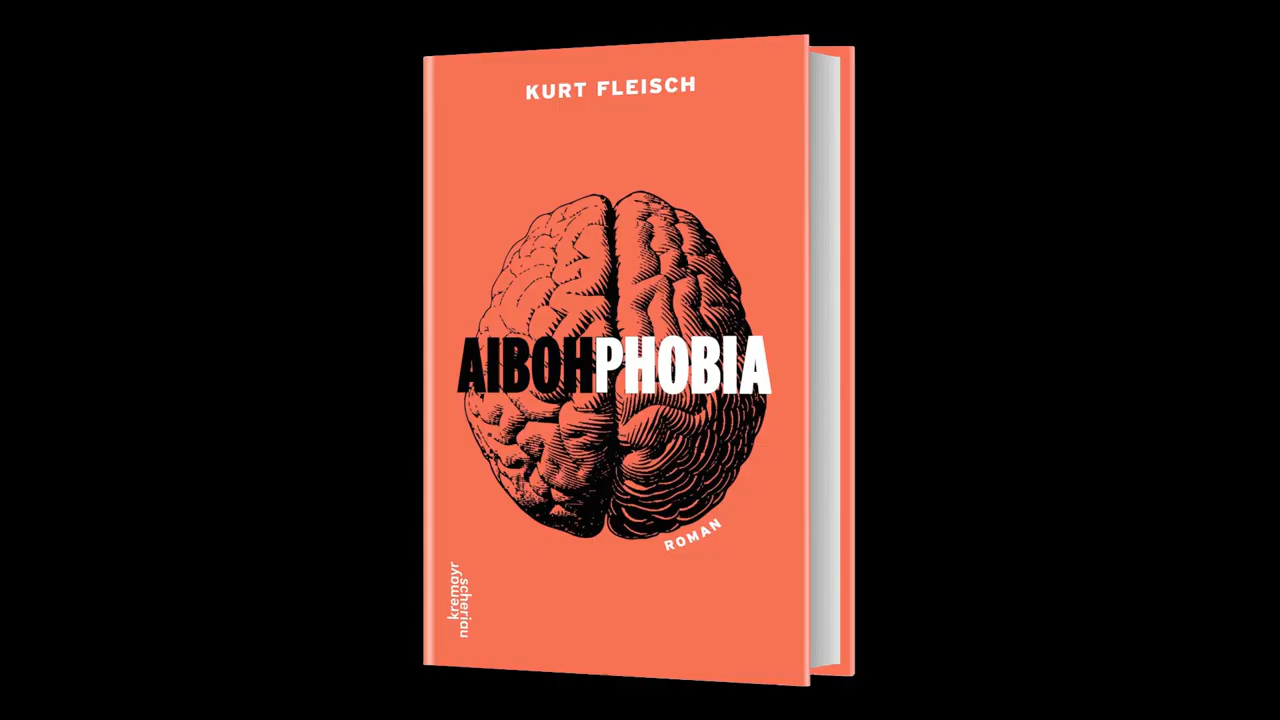 KURT FLEISCH
AIBOHPHOBIA
ROMAN
kremayr
scheriau